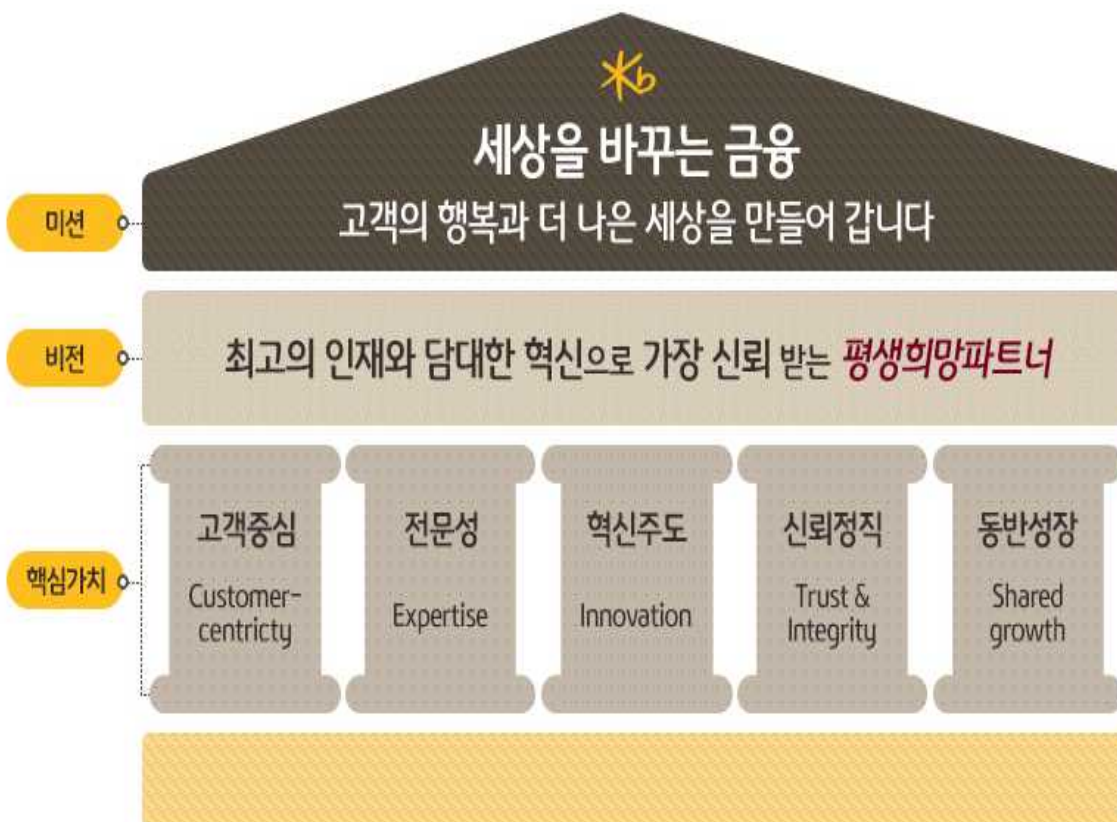 Kb
세상을 바꾸는 금융
미션
고객의 행복과 더 나은 세상을 만들어 갑니다
비전
최고의 인재와 담대한 혁신으로 가장 신뢰 받는 평생희망파트너
핵심가치
고객중심
Customer-
centricty
전문성
Expertise
혁신주도
Innovation
신뢰정직
Trust &
Integrity
동반성장
Shared
growth